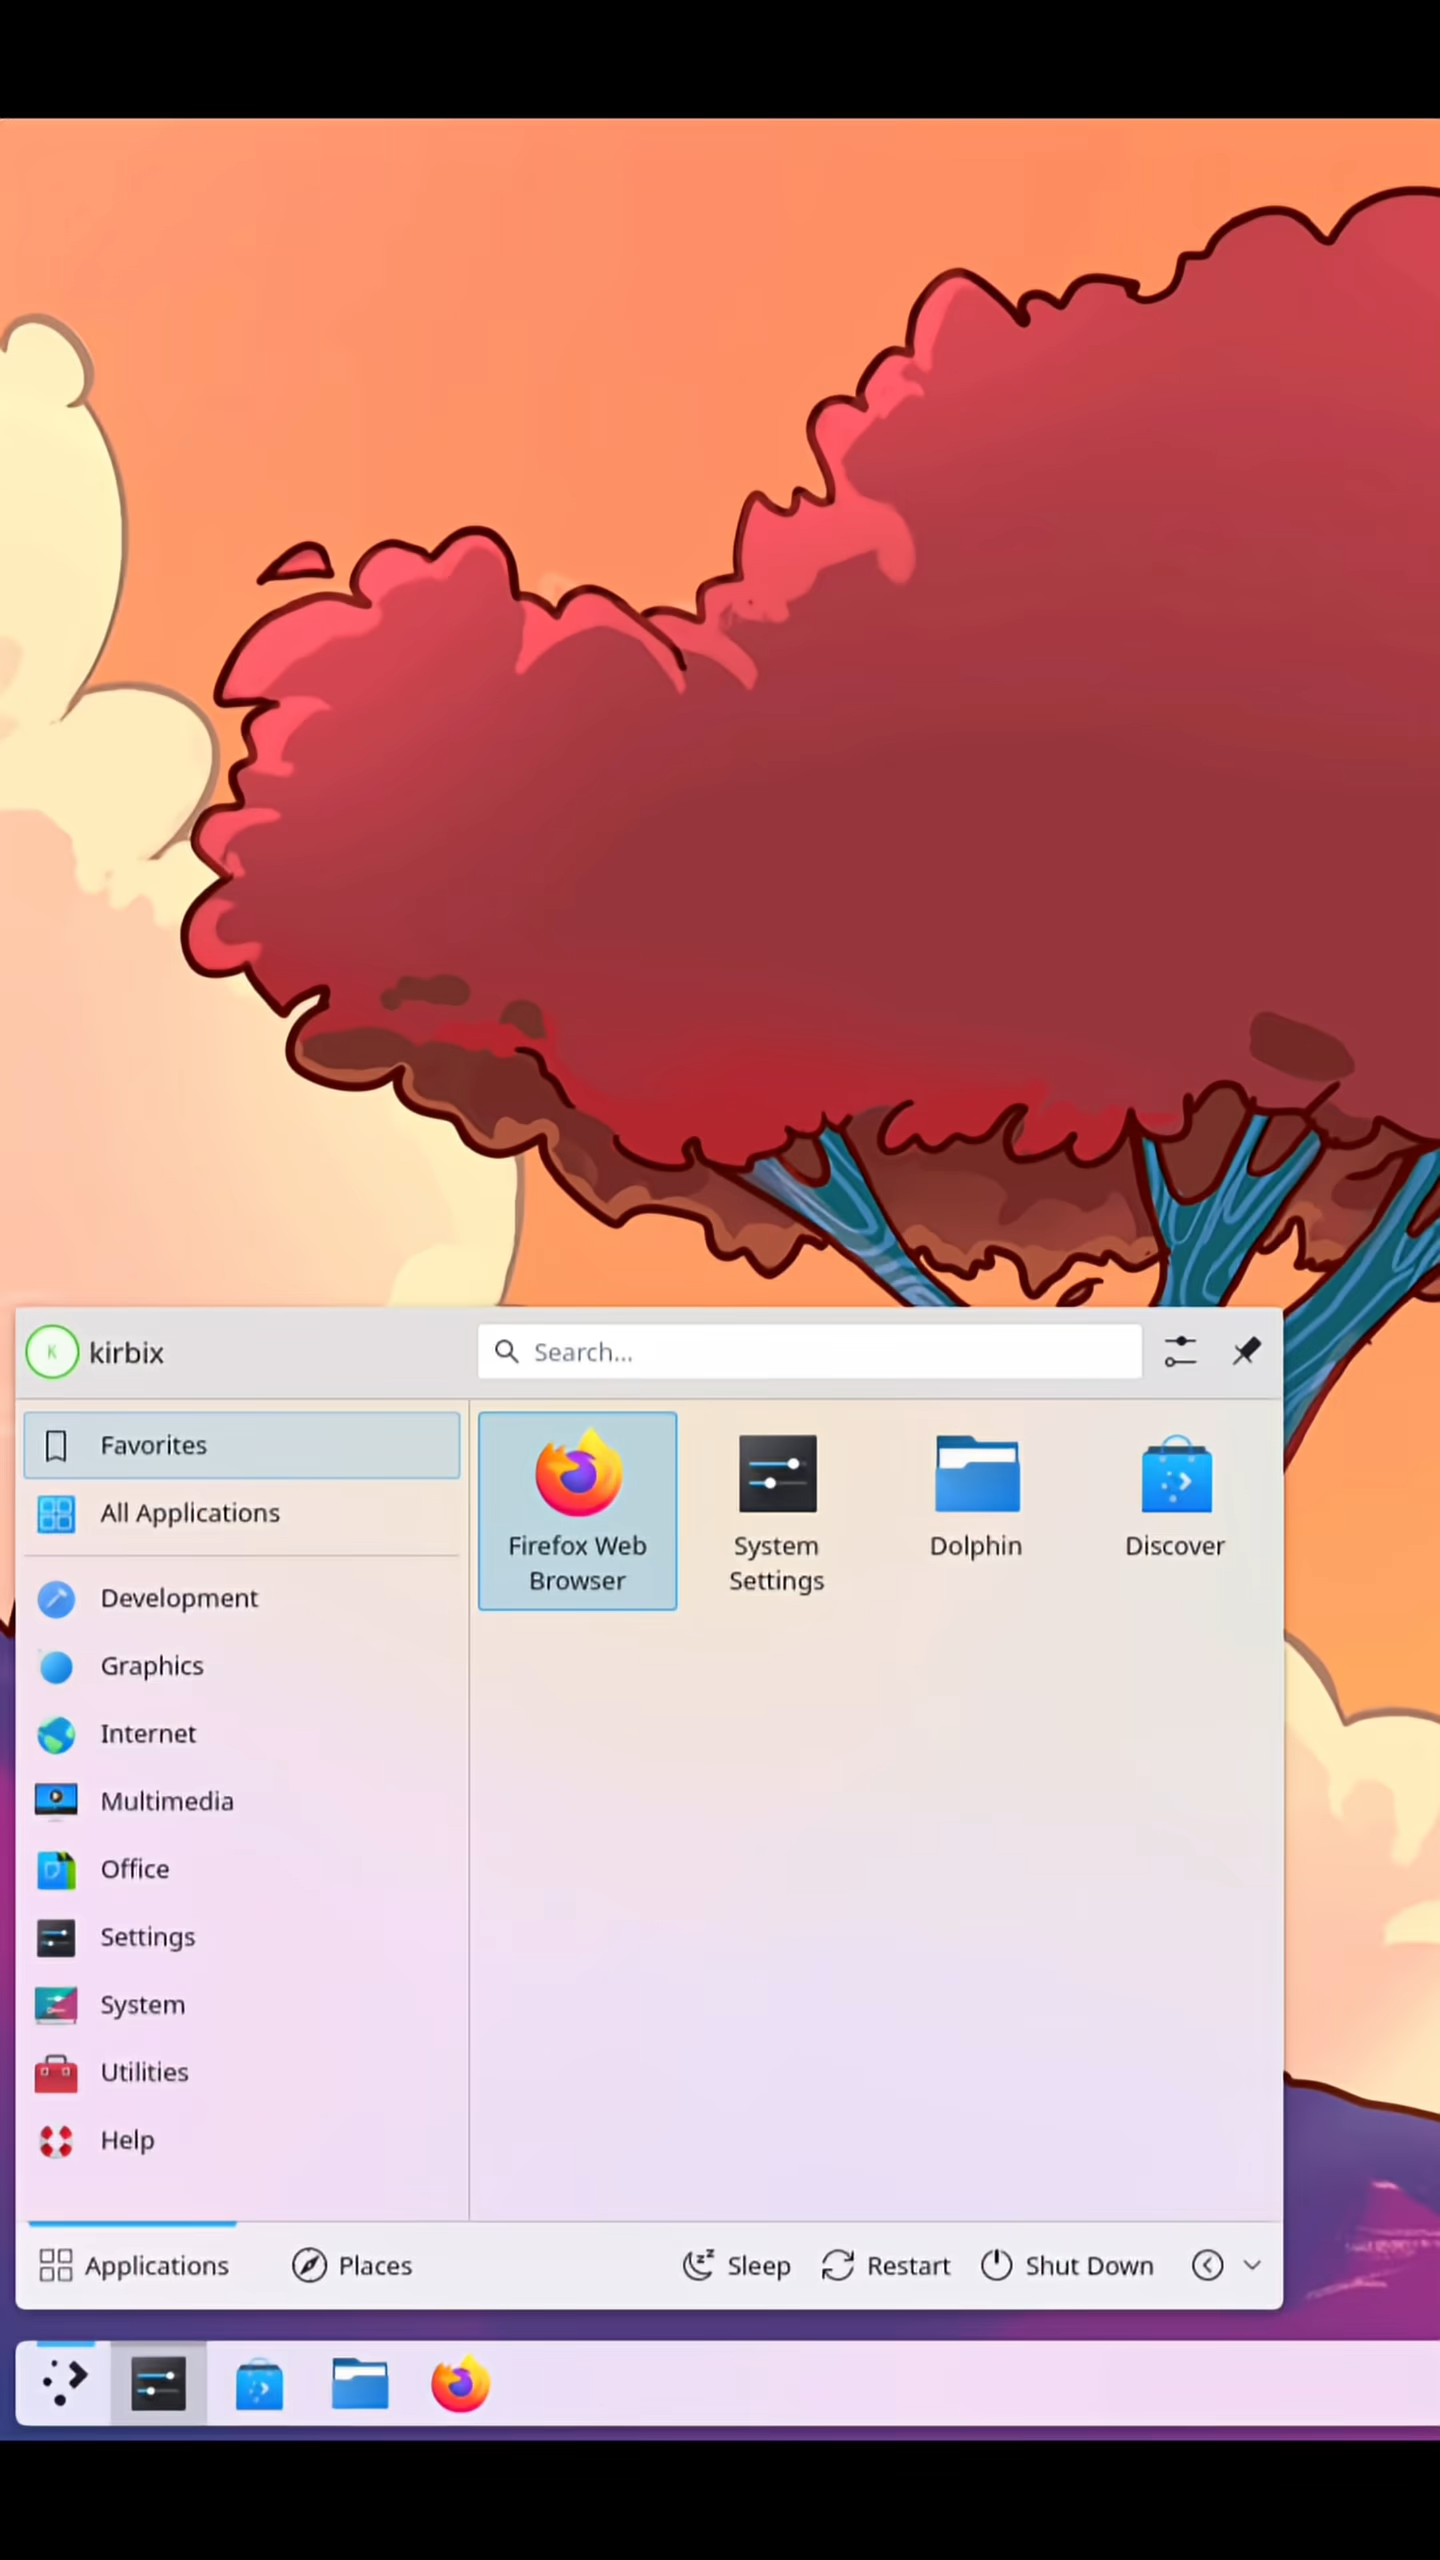 K
kirbix
Search...
Favorites
All Applications
Development
Graphics
Internet
Multimedia
Office
Settings
System
Utilities
Help
Firefox Web
Browser
System
Settings
Dolphin
Discover
Applications
Places
Sleep
Restart
Shut Down